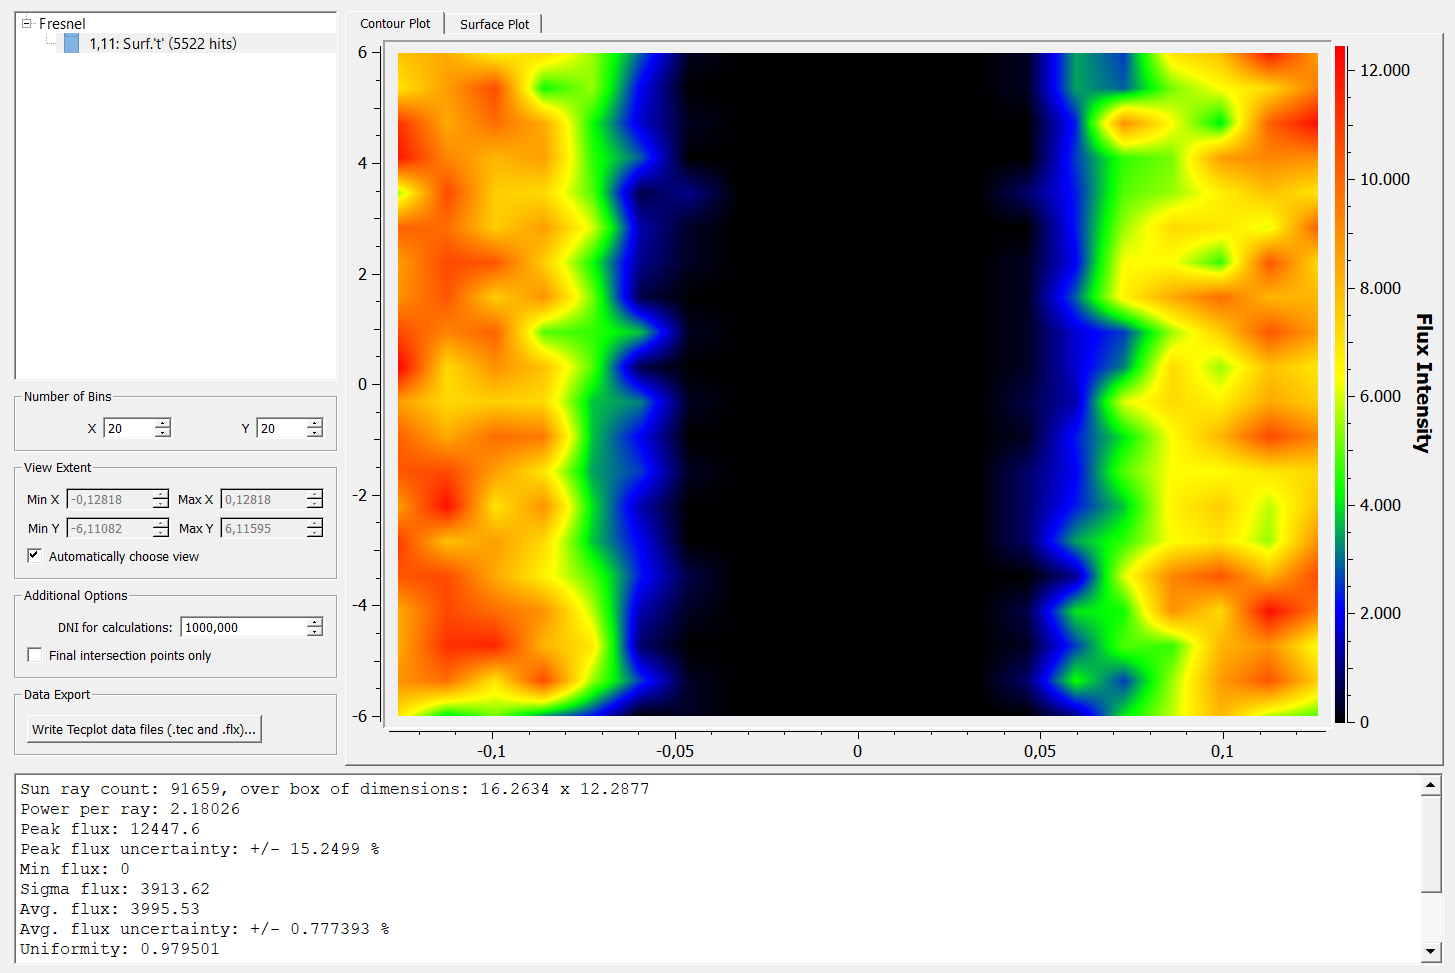 Fresnel
1,11: Surf.'t' (5522 hits)
Number of Bins
X 20 Y 20
View Extent
Min X -0,12818 Max X 0,12818
Min Y -6,11082 Max Y 6,11595
Automatically choose view
Additional Options
DNI for calculations: 1000,000
Final intersection points only
Data Export
Write Tecplot data files (.tec and .flx)...
Contour Plot Surface Plot
6
4
2
0
-2
-4
-6
-0,1 -0,05 0 0,05 0,1
12.000
10.000
8.000
6.000
4.000
2.000
0
Flux Intensity
Sun ray count: 91659, over box of dimensions: 16.2634 x 12.2877
Power per ray: 2.18026
Peak flux: 12447.6
Peak flux uncertainty: +/- 15.2499 %
Min flux: 0
Sigma flux: 3913.62
Avg. flux: 3995.53
Avg. flux uncertainty: +/- 0.777393 %
Uniformity: 0.979501